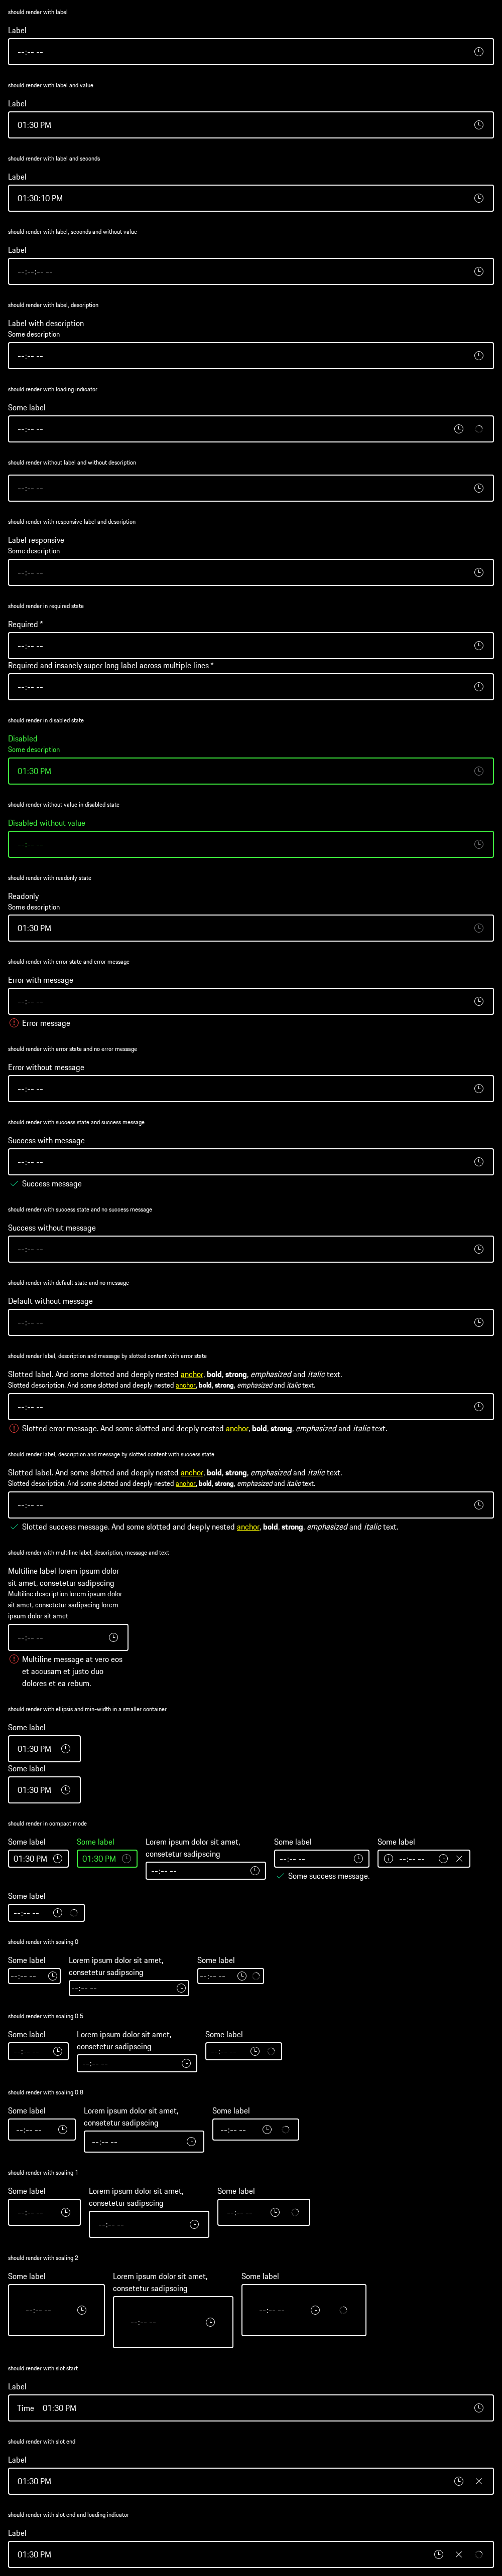 should render with label
Label
--:-- --
should render with label and value
Label
01:30 PM
should render with label and seconds
Label
01:30:10 PM
should render with label, seconds and without value
Label
--:--:-- --
should render with label, description
Label with description
Some description
--:-- --
should render with loading indicator
Some label
--:-- --
should render without label and without description
--:-- --
should render with responsive label and description
Label responsive
Some description
--:-- --
should render in required state
Required *
--:-- --
Required and insanely super long label across multiple lines *
--:-- --
should render in disabled state
Disabled
Some description
01:30 PM
should render without value in disabled state
Disabled without value
--:-- --
should render with readonly state
Readonly
Some description
01:30 PM
should render with error state and error message
Error with message
--:-- --
Error message
should render with error state and no error message
Error without message
--:-- --
should render with success state and success message
Success with message
--:-- --
Success message
should render with success state and no success message
Success without message
--:-- --
should render with default state and no message
Default without message
--:-- --
should render label, description and message by slotted content with error state
Slotted label. And some slotted and deeply nested anchor, bold, strong, emphasized and italic text.
Slotted description. And some slotted and deeply nested anchor, bold, strong, emphasized and italic text.
--:-- --
Slotted error message. And some slotted and deeply nested anchor, bold, strong, emphasized and italic text.
should render label, description and message by slotted content with success state
Slotted label. And some slotted and deeply nested anchor, bold, strong, emphasized and italic text.
Slotted description. And some slotted and deeply nested anchor, bold, strong, emphasized and italic text.
--:-- --
Slotted success message. And some slotted and deeply nested anchor, bold, strong, emphasized and italic text.
should render with multiline label, description, message and text
Multiline label lorem ipsum dolor
sit amet, consetetur sadipscing
Multiline description lorem ipsum dolor
sit amet, consetetur sadipscing lorem
ipsum dolor sit amet
--:-- --
Multiline message at vero eos
et accusam et justo duo
dolores et ea rebum.
should render with ellipsis and min-width in a smaller container
Some label
01:30 PM
Some label
01:30 PM
should render in compact mode
Some label
01:30 PM
Some label
01:30 PM
Lorem ipsum dolor sit amet,
consetetur sadipscing
--:-- --
Some label
--:-- --
Some success message.
Some label
--:-- --
Some label
--:-- --
should render with scaling 0
Some label
--:-- --
Lorem ipsum dolor sit amet,
consetetur sadipscing
--:-- --
Some label
--:-- --
should render with scaling 0.5
Some label
--:-- --
Lorem ipsum dolor sit amet,
consetetur sadipscing
--:-- --
Some label
--:-- --
should render with scaling 0.8
Some label
--:-- --
Lorem ipsum dolor sit amet,
consetetur sadipscing
--:-- --
Some label
--:-- --
should render with scaling 1
Some label
--:-- --
Lorem ipsum dolor sit amet,
consetetur sadipscing
--:-- --
Some label
--:-- --
should render with scaling 2
Some label
--:-- --
Lorem ipsum dolor sit amet,
consetetur sadipscing
--:-- --
Some label
--:-- --
should render with slot start
Label
Time 01:30 PM
should render with slot end
Label
01:30 PM
should render with slot end and loading indicator
Label
01:30 PM